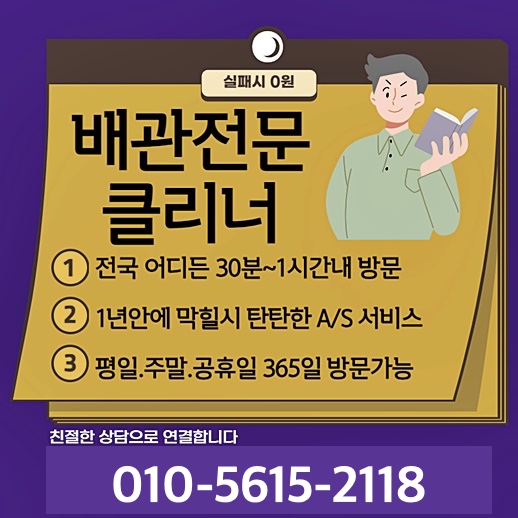 실패시 0원
배관전문
클리너
1 전국 어디든 30분~1시간내 방문
2 1년안에 막힐시 탄탄한 A/S 서비스
3 평일.주말.공휴일 365일 방문가능
친절한 상담으로 연결합니다
010-5615-2118